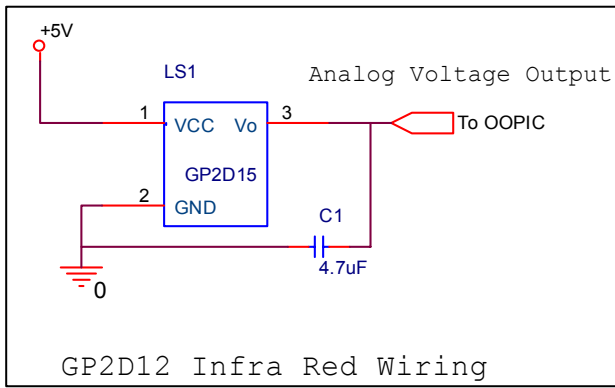 +5V
LS1
Analog Voltage Output
1
VCC
Vo
3
To OOPIC
GP2D15
2
GND
C1
4.7uF
0
GP2D12 Infra Red Wiring